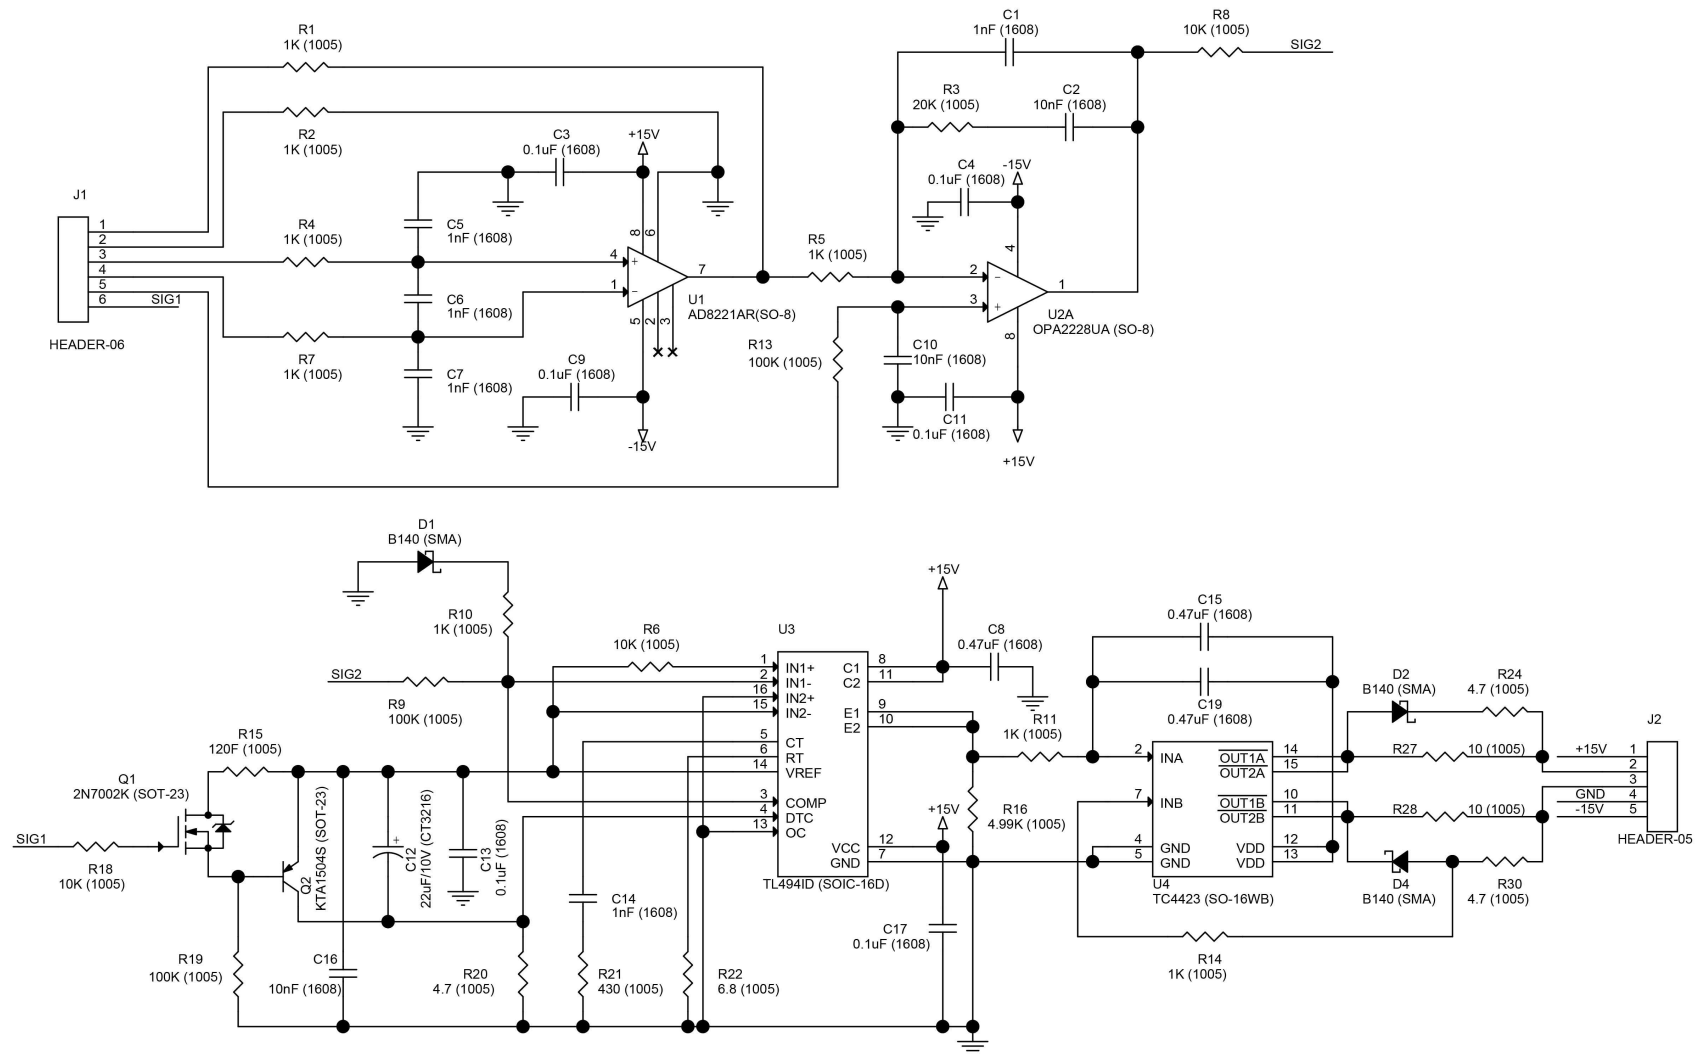 R1
1K (1005)
R2
1K (1005)
C3
0.1uF (1608)
+15V
J1
1
2
3
4
5
6
SIG1
HEADER-06
R4
1K (1005)
R7
1K (1005)
C5
1nF (1608)
C6
1nF (1608)
C7
1nF (1608)
8
6
4
+
1
−
7
5
2
3
U1
AD8221AR(SO-8)
C9
0.1uF (1608)
-15V
C1
1nF (1608)
R8
10K (1005)
SIG2
R3
20K (1005)
C2
10nF (1608)
C4
0.1uF (1608)
-15V
R5
1K (1005)
4
2
−
3
+
1
8
U2A
OPA2228UA (SO-8)
R13
100K (1005)
C10
10nF (1608)
C11
0.1uF (1608)
+15V
D1
B140 (SMA)
R10
1K (1005)
SIG2
R9
100K (1005)
R6
10K (1005)
U3
1
IN1+
2
IN1-
16
IN2+
15
IN2-
5
CT
6
RT
14
VREF
3
COMP
4
DTC
13
OC
C1
8
C2
11
E1
9
E2
10
VCC
12
GND
7
TL494ID (SOIC-16D)
+15V
C8
0.47uF (1608)
R11
1K (1005)
+15V
R16
4.99K (1005)
C17
0.1uF (1608)
R15
120F (1005)
Q1
2N7002K (SOT-23)
SIG1
R18
10K (1005)
Q2
KTA1504S (SOT-23)
+
C12
22uF/10V (CT3216)
C13
0.1uF (1608)
R19
100K (1005)
C16
10nF (1608)
R20
4.7 (1005)
C14
1nF (1608)
R21
430 (1005)
R22
6.8 (1005)
C15
0.47uF (1608)
C19
0.47uF (1608)
2
INA
7
INB
4
GND
5
GND
OUT1A
14
OUT2A
15
OUT1B
10
OUT2B
11
VDD
12
VDD
13
U4
TC4423 (SO-16WB)
D2
B140 (SMA)
R24
4.7 (1005)
R27
10 (1005)
R28
10 (1005)
D4
B140 (SMA)
R30
4.7 (1005)
R14
1K (1005)
J2
+15V
1
2
3
GND
4
-15V
5
HEADER-05